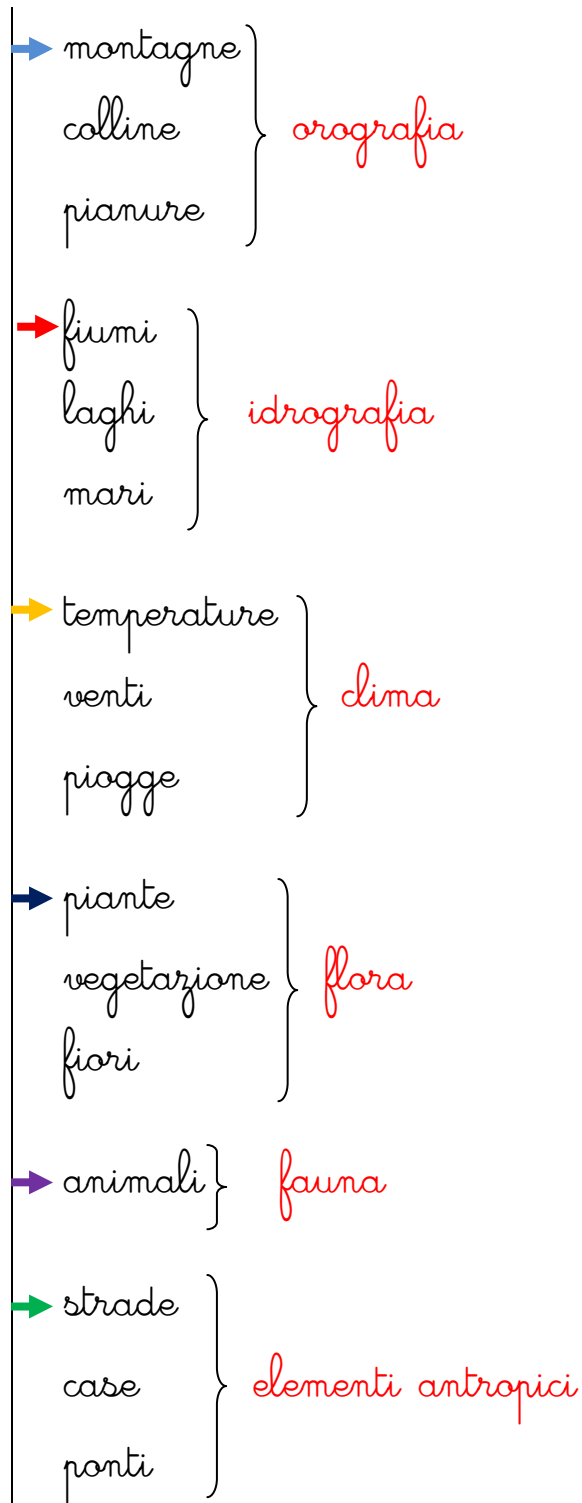 montagne
colline
orografia
pianure
fiumi
laghi
idrografia
mari
temperature
venti
clima
piogge
piante
vegetazione
flora
fiori
animali
fauna
strade
case
elementi antropici
ponti